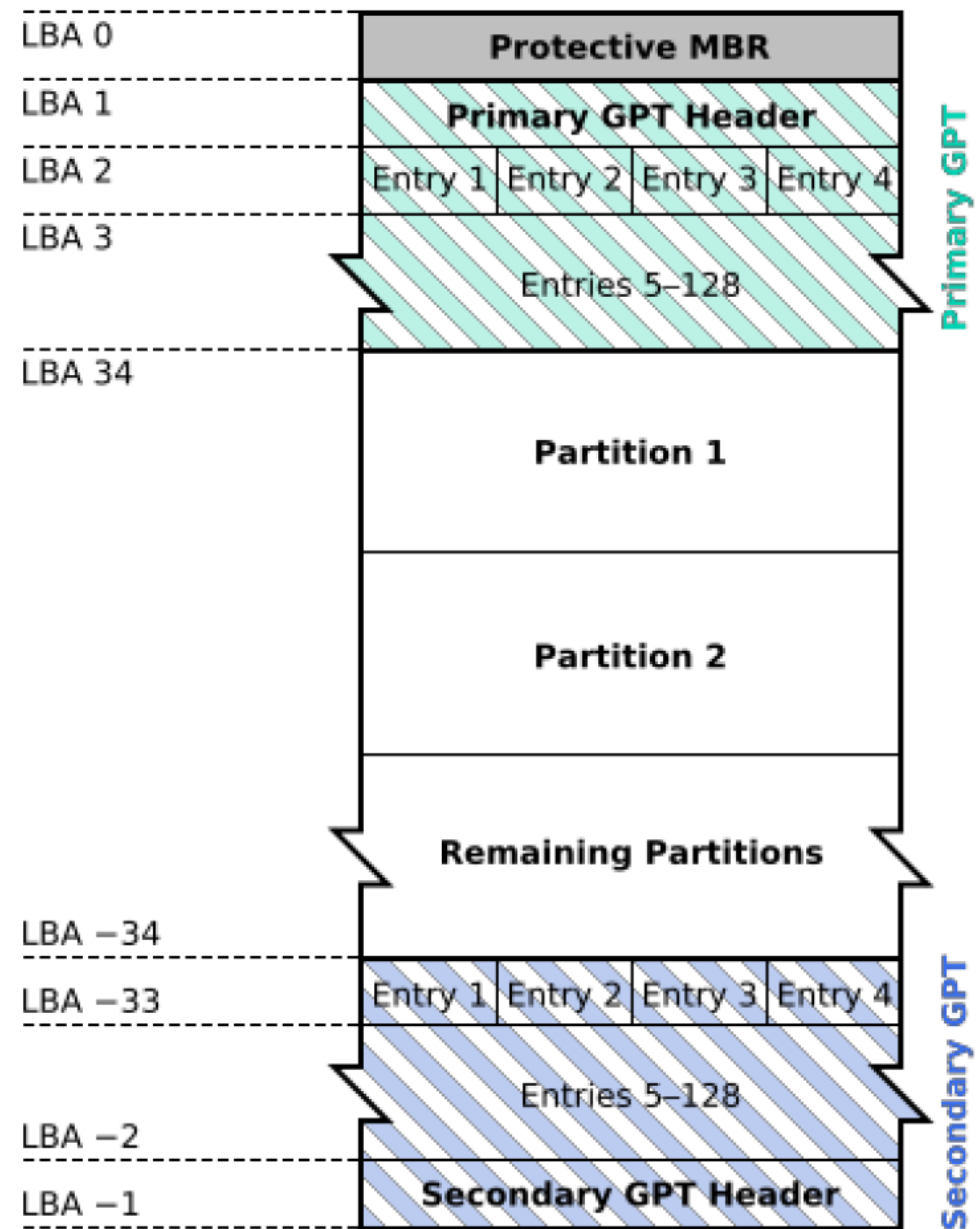 LBA 0
Protective MBR
LBA 1
Primary GPT Header
LBA 2
Entry 1 Entry 2 Entry 3 Entry 4
LBA 3
Entries 5–128
Primary GPT
LBA 34
Partition 1
Partition 2
Remaining Partitions
LBA −34
LBA −33
Entry 1 Entry 2 Entry 3 Entry 4
Entries 5–128
LBA −2
LBA −1
Secondary GPT Header
Secondary GPT